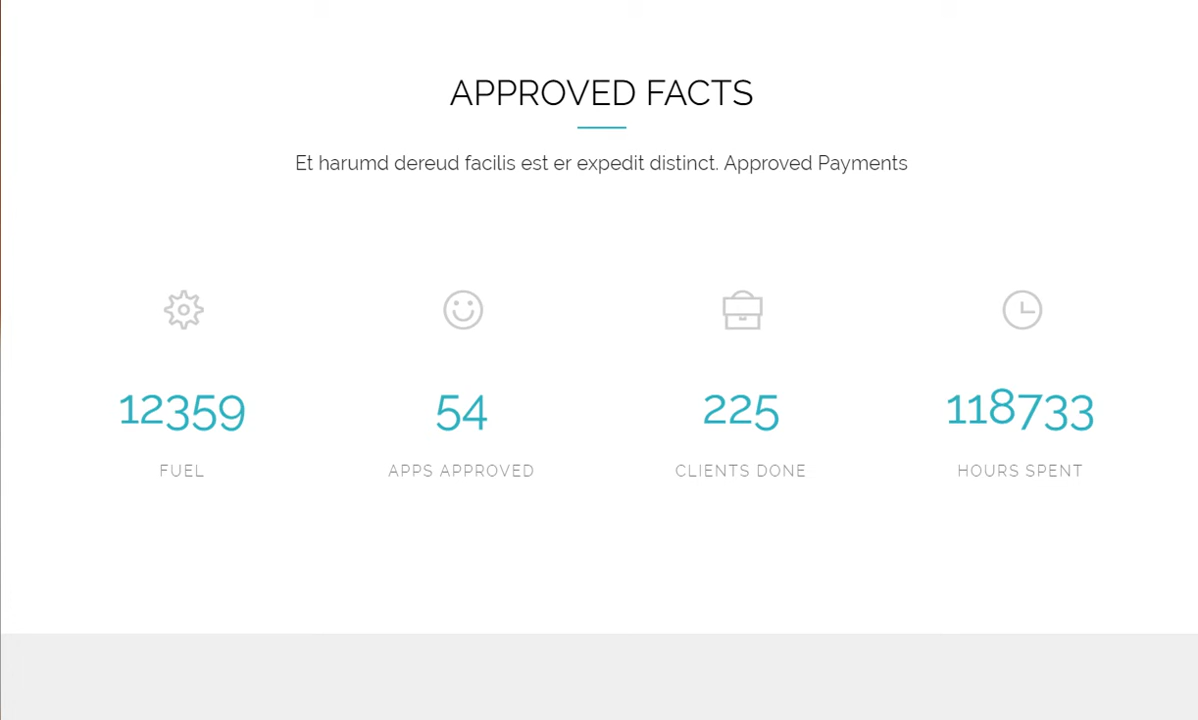 APPROVED FACTS
Et harumd dereud facilis est er expedit distinct. Approved Payments
12359
54
225
118733
FUEL
APPS APPROVED
CLIENTS DONE
HOURS SPENT